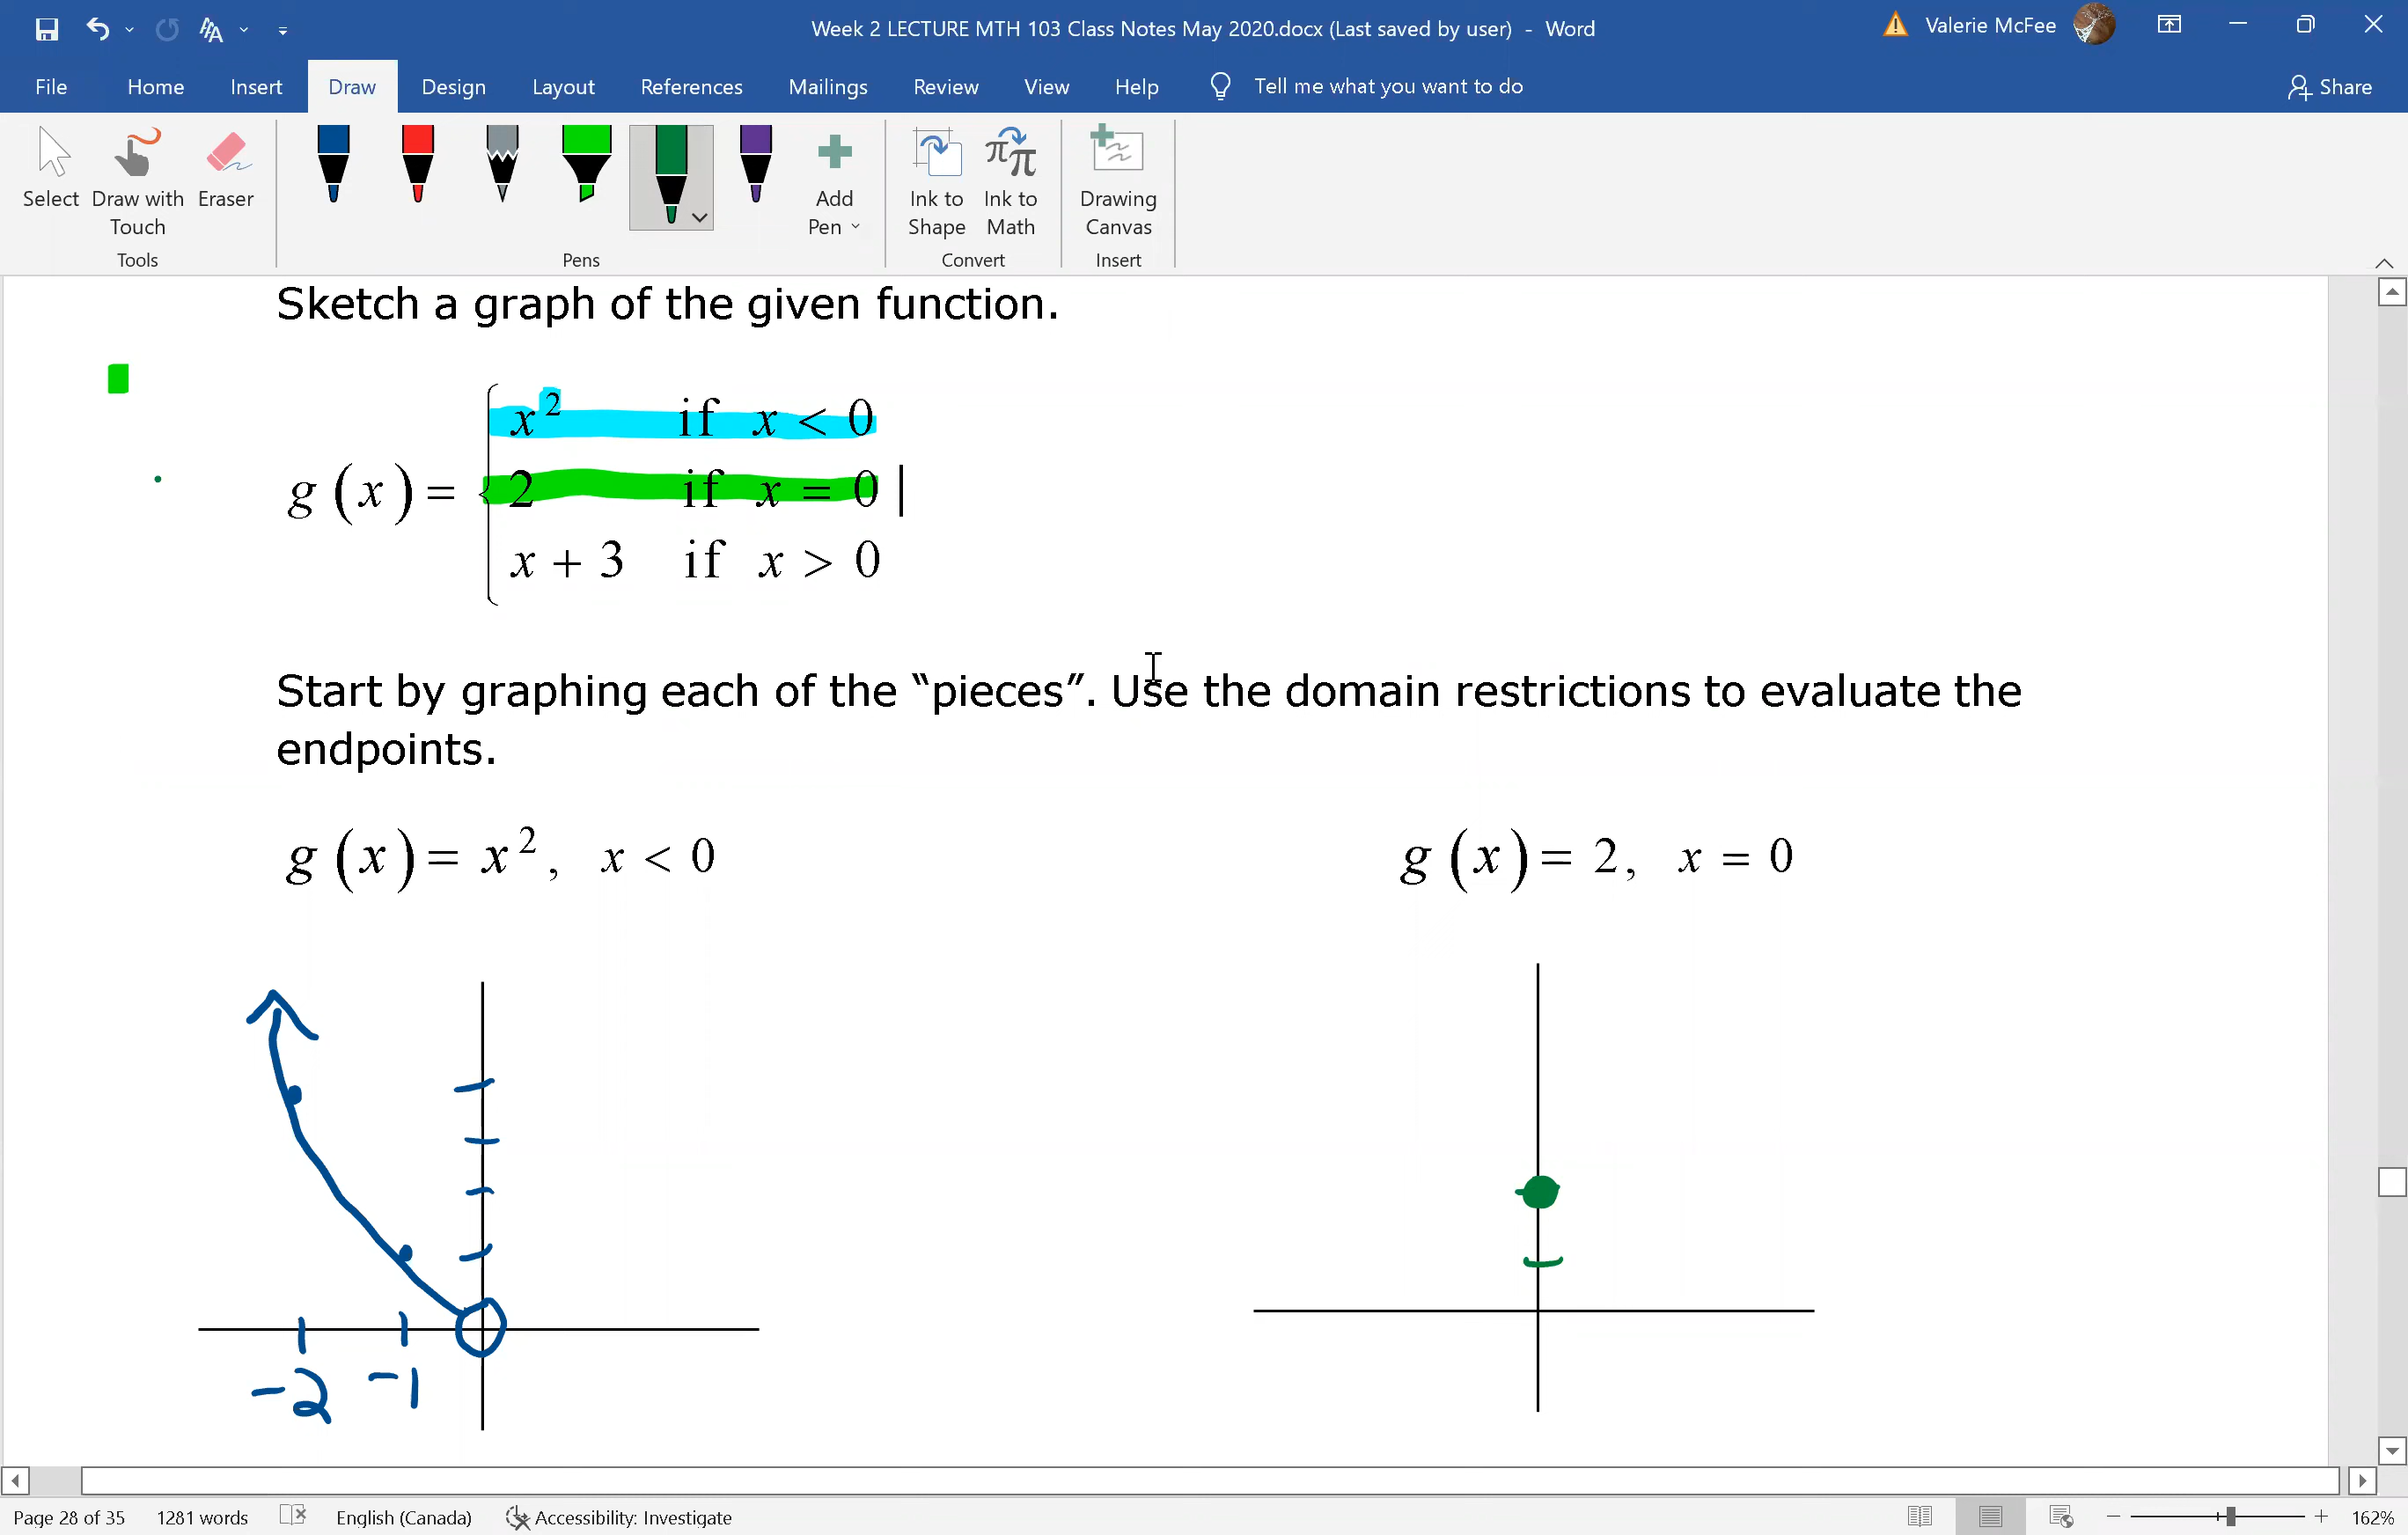 Week 2 LECTURE MTH 103 Class Notes May 2020.docx (Last saved by user) - Word
Valerie McFee
File Home Insert Draw Design Layout References Mailings Review View Help Tell me what you want to do Share
Select Draw with Touch Eraser Add Pen Ink to Shape Ink to Math Drawing Canvas
Tools Pens Convert Insert
Sketch a graph of the given function.
x² if x < 0
g(x) = { 2 if x = 0
x + 3 if x > 0
Start by graphing each of the “pieces”. Use the domain restrictions to evaluate the
endpoints.
g(x) = x², x < 0
g(x) = 2, x = 0
-2 -1
Page 28 of 35 1281 words English (Canada) Accessibility: Investigate 162%